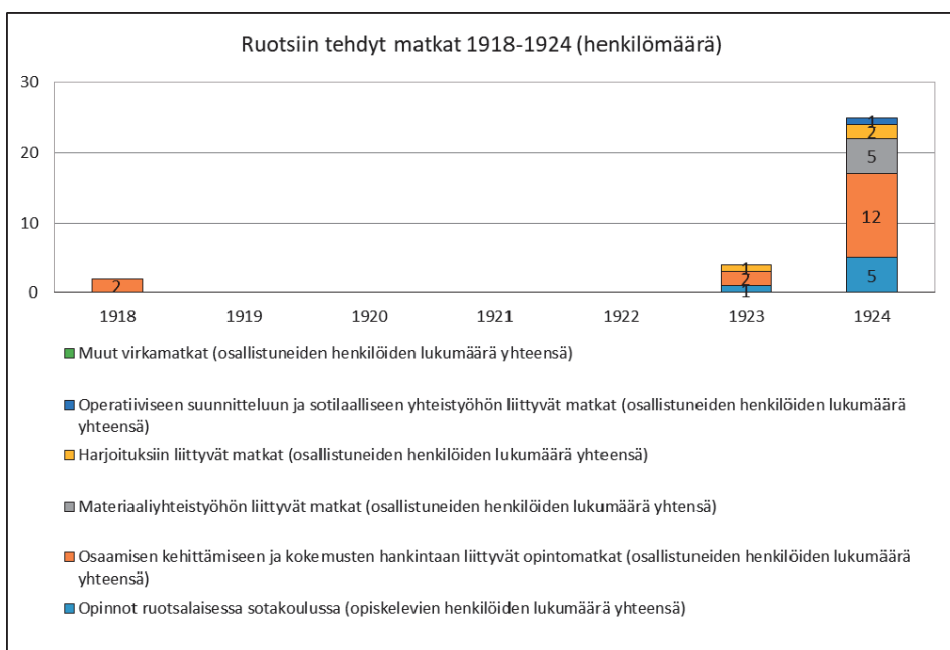 Ruotsiin tehdyt matkat 1918-1924 (henkilömäärä)
30
20
10
0
2
1
2
1
1
2
5
12
5
1918 1919 1920 1921 1922 1923 1924
Muut virkamatkat (osallistuneiden henkilöiden lukumäärä yhteensä)
Operatiiviseen suunnitteluun ja sotilaalliseen yhteistyöhön liittyvät matkat (osallistuneiden henkilöiden lukumäärä
yhteensä)
Harjoituksiin liittyvät matkat (osallistuneiden henkilöiden lukumäärä yhteensä)
Materiaaliyhteistyöhön liittyvät matkat (osallistuneiden henkilöiden lukumäärä yhtensä)
Osaamisen kehittämiseen ja kokemusten hankintaan liittyvät opintomatkat (osallistuneiden henkilöiden lukumäärä
yhteensä)
Opinnot ruotsalaisessa sotakoulussa (opiskelevien henkilöiden lukumäärä yhteensä)